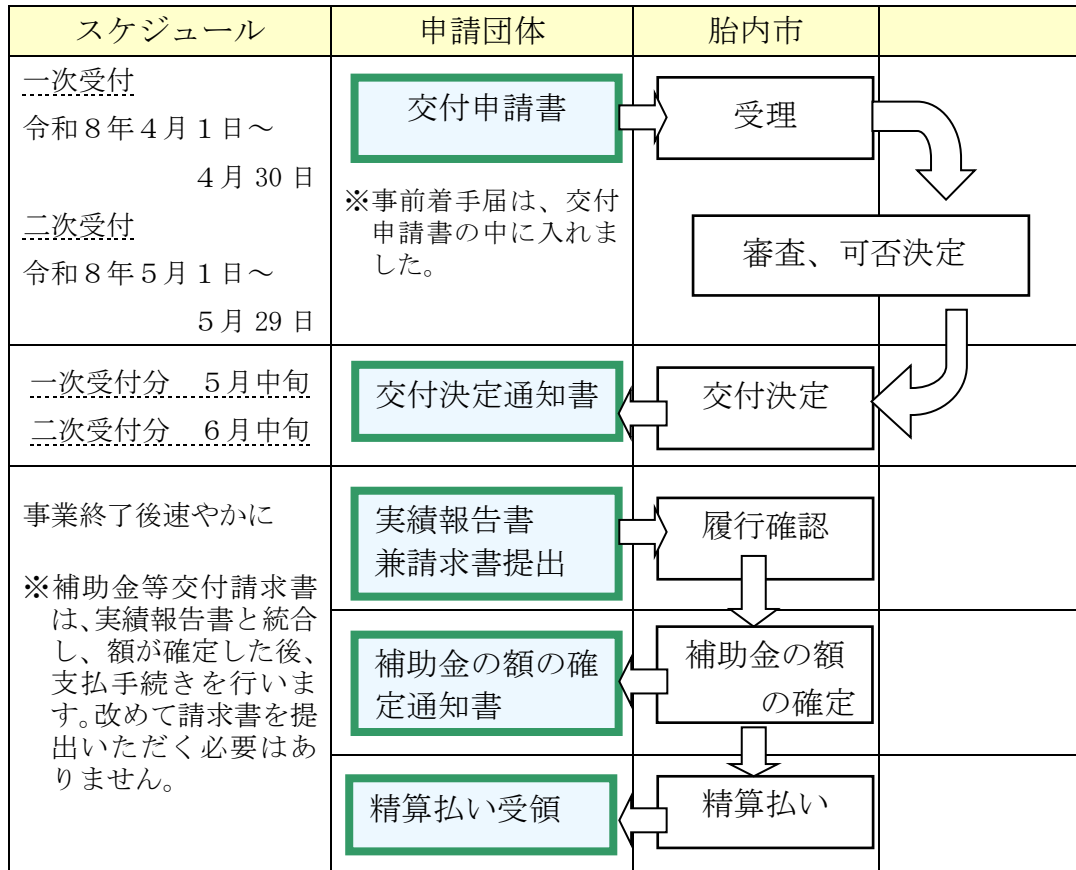 スケジュール
申請団体
胎内市
一次受付
令和８年４月１日～
４月 30 日
二次受付
令和８年５月１日～
５月 29 日
交付申請書
※事前着手届は、交付
申請書の中に入れま
した。
受理
審査、可否決定
一次受付分　５月中旬
二次受付分　６月中旬
交付決定通知書
交付決定
事業終了後速やかに
※補助金等交付請求書
は、実績報告書と統合
し、額が確定した後、
支払手続きを行いま
す。改めて請求書を提
出いただく必要はあ
りません。
実績報告書
兼請求書提出
履行確認
補助金の額の確
定通知書
補助金の額
の確定
精算払い受領
精算払い